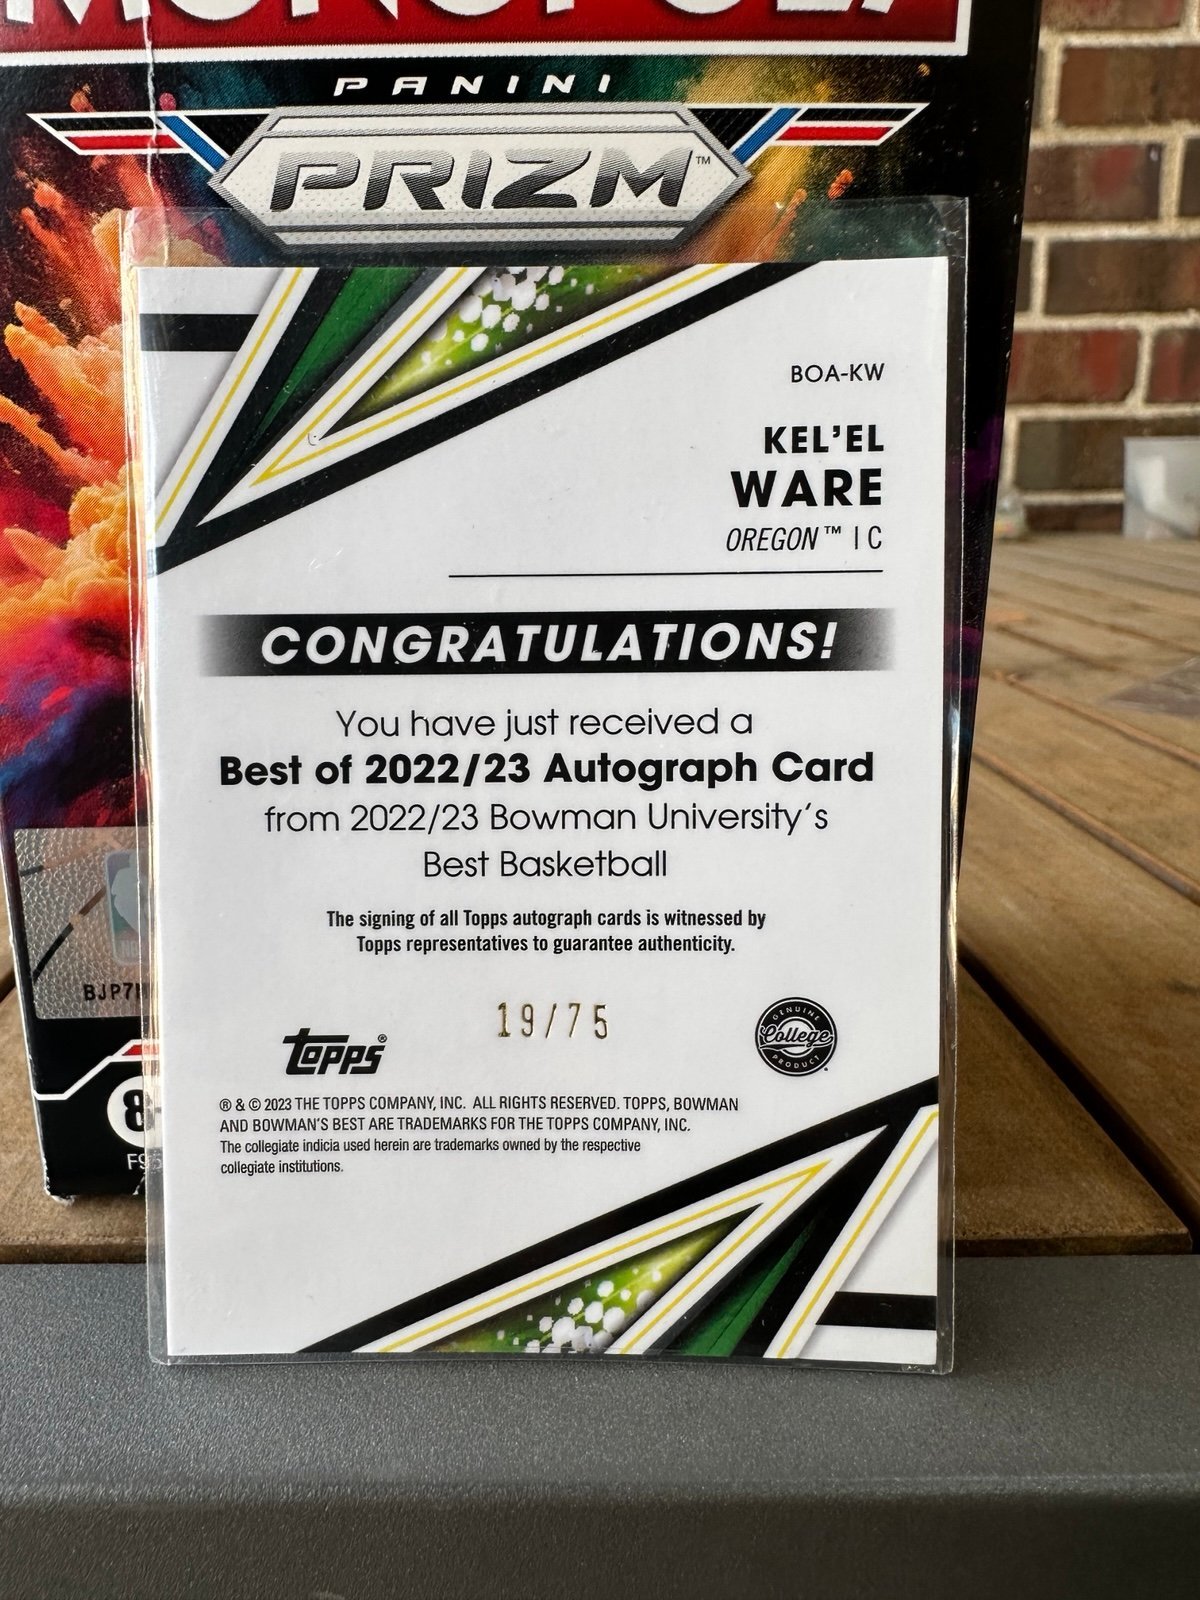 MONOPOLY
PANINI
PRIZM™
BOA-KW
KEL'EL
WARE
OREGON™ | C
CONGRATULATIONS!
You have just received a
Best of 2022/23 Autograph Card
from 2022/23 Bowman University's
Best Basketball
The signing of all Topps autograph cards is witnessed by
Topps representatives to guarantee authenticity.
19/75
topps®
GENUINE
College
PRODUCT
® & © 2023 THE TOPPS COMPANY, INC. ALL RIGHTS RESERVED. TOPPS, BOWMAN
AND BOWMAN'S BEST ARE TRADEMARKS FOR THE TOPPS COMPANY, INC.
The collegiate indicia used herein are trademarks owned by the respective
collegiate institutions.